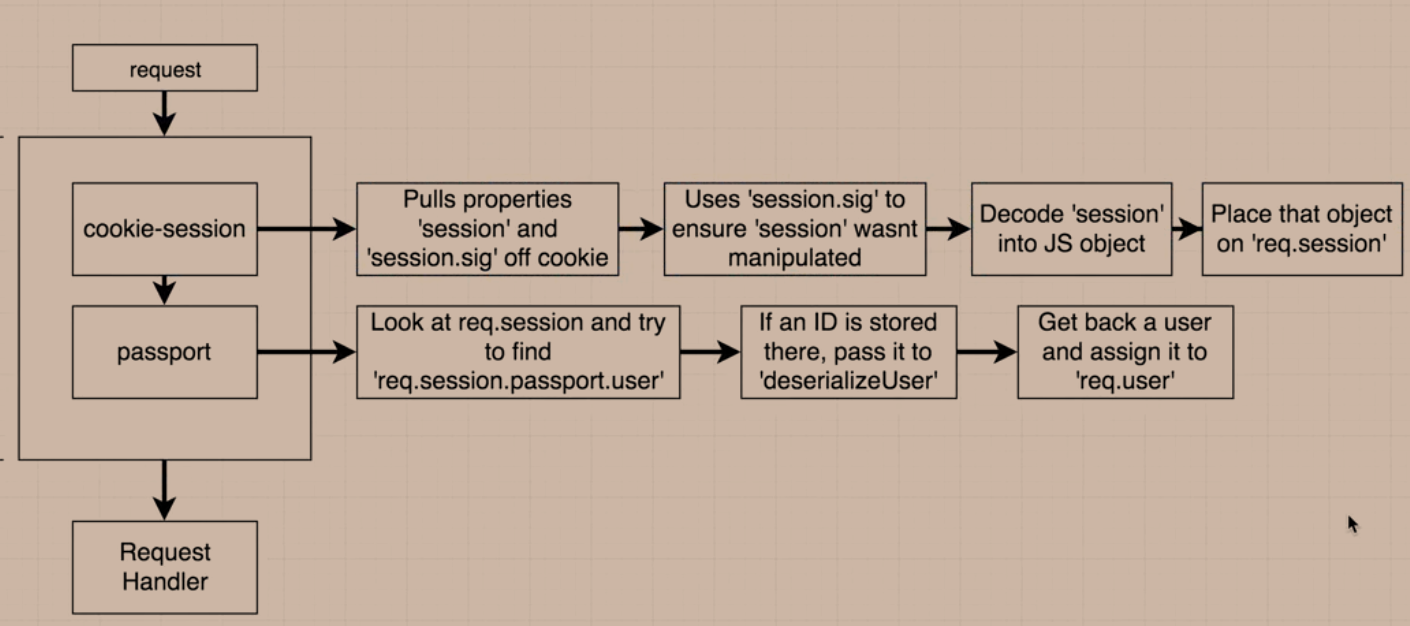 request
cookie-session
Pulls properties
'session' and
'session.sig' off cookie
Uses 'session.sig' to
ensure 'session' wasnt
manipulated
Decode 'session'
into JS object
Place that object
on 'req.session'
passport
Look at req.session and try
to find
'req.session.passport.user'
If an ID is stored
there, pass it to
'deserializeUser'
Get back a user
and assign it to
'req.user'
Request
Handler